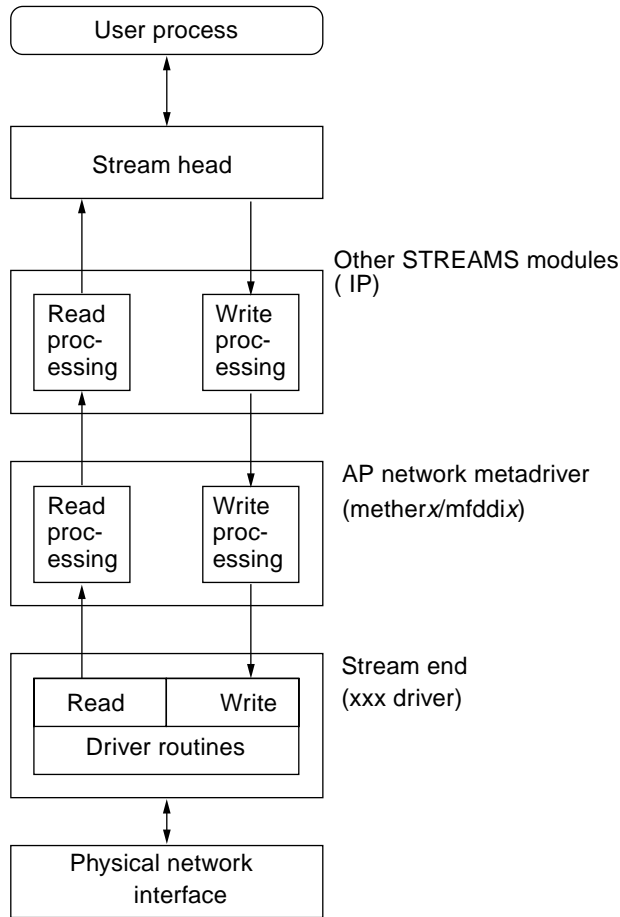 User process
Stream head
Other STREAMS modules
( IP)
Read
proc-
essing
Write
proc-
essing
AP network metadriver
(metherx/mfddix)
Read
proc-
essing
Write
proc-
essing
Stream end
(xxx driver)
Read
Write
Driver routines
Physical network
interface